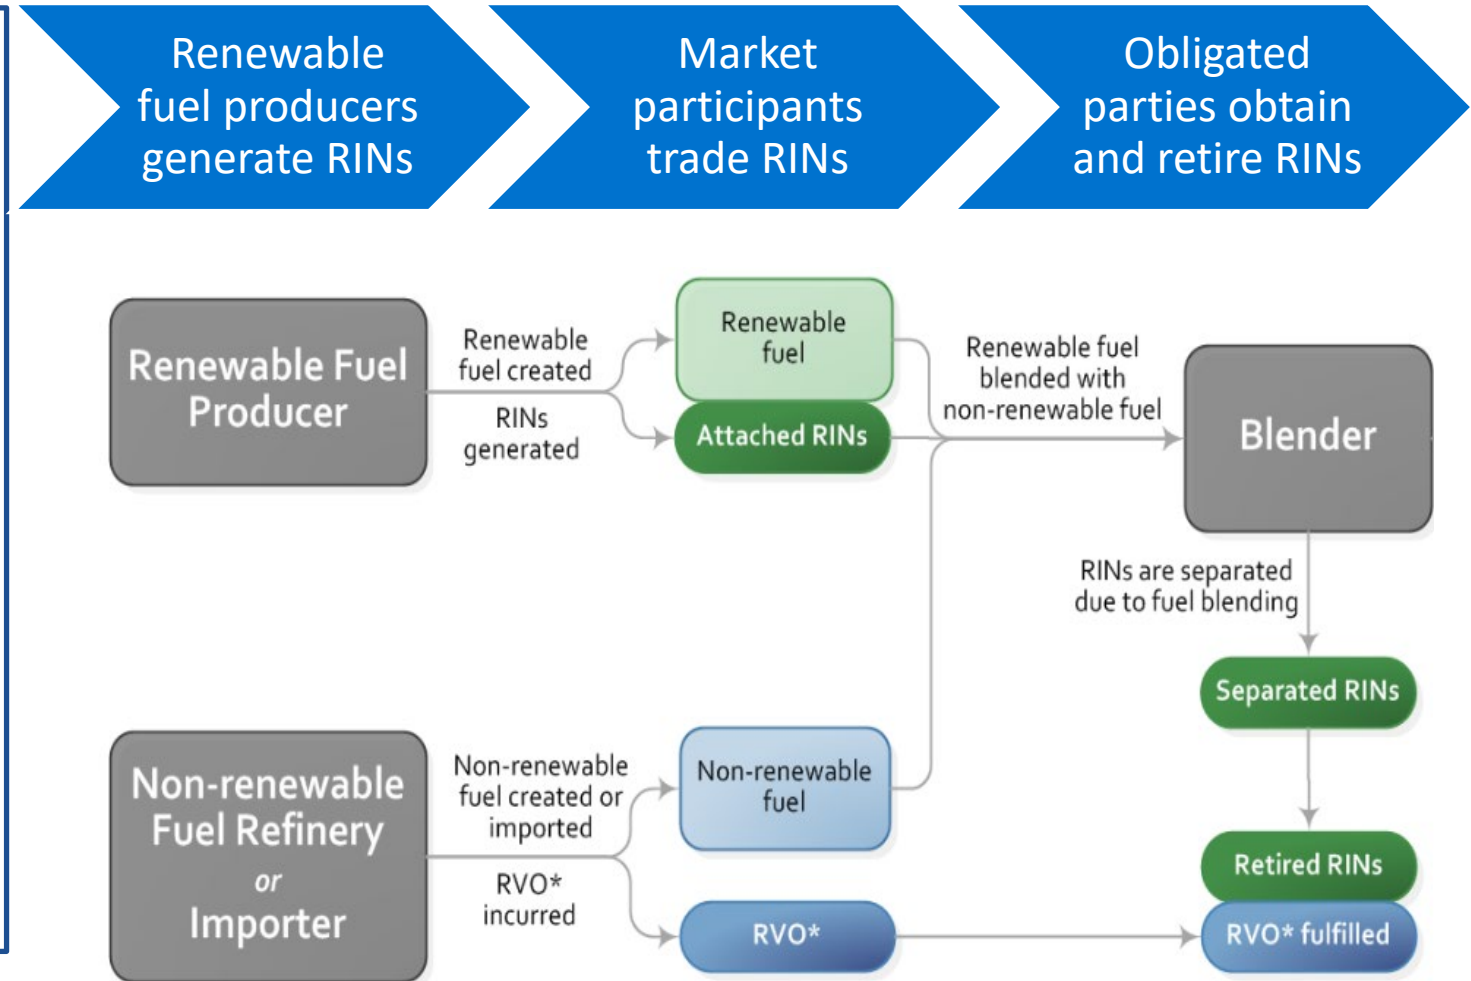 Renewable
fuel producers
generate RINs
Market
participants
trade RINs
Obligated
parties obtain
and retire RINs
Renewable Fuel
Producer
Renewable
fuel created
RINs
generated
Renewable
fuel
Attached RINs
Renewable fuel
blended with
non-renewable fuel
Blender
RINs are separated
due to fuel blending
Separated RINs
Non-renewable
Fuel Refinery
or
Importer
Non-renewable
fuel created or
imported
RVO*
incurred
Non-renewable
fuel
RVO*
Retired RINs
RVO* fulfilled